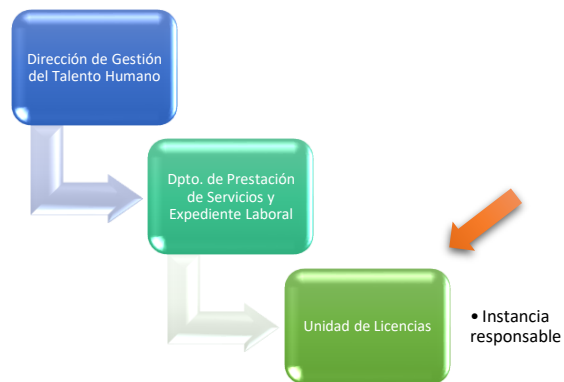 Dirección de Gestión
del Talento Humano
Dpto. de Prestación
de Servicios y
Expediente Laboral
Unidad de Licencias
• Instancia
responsable